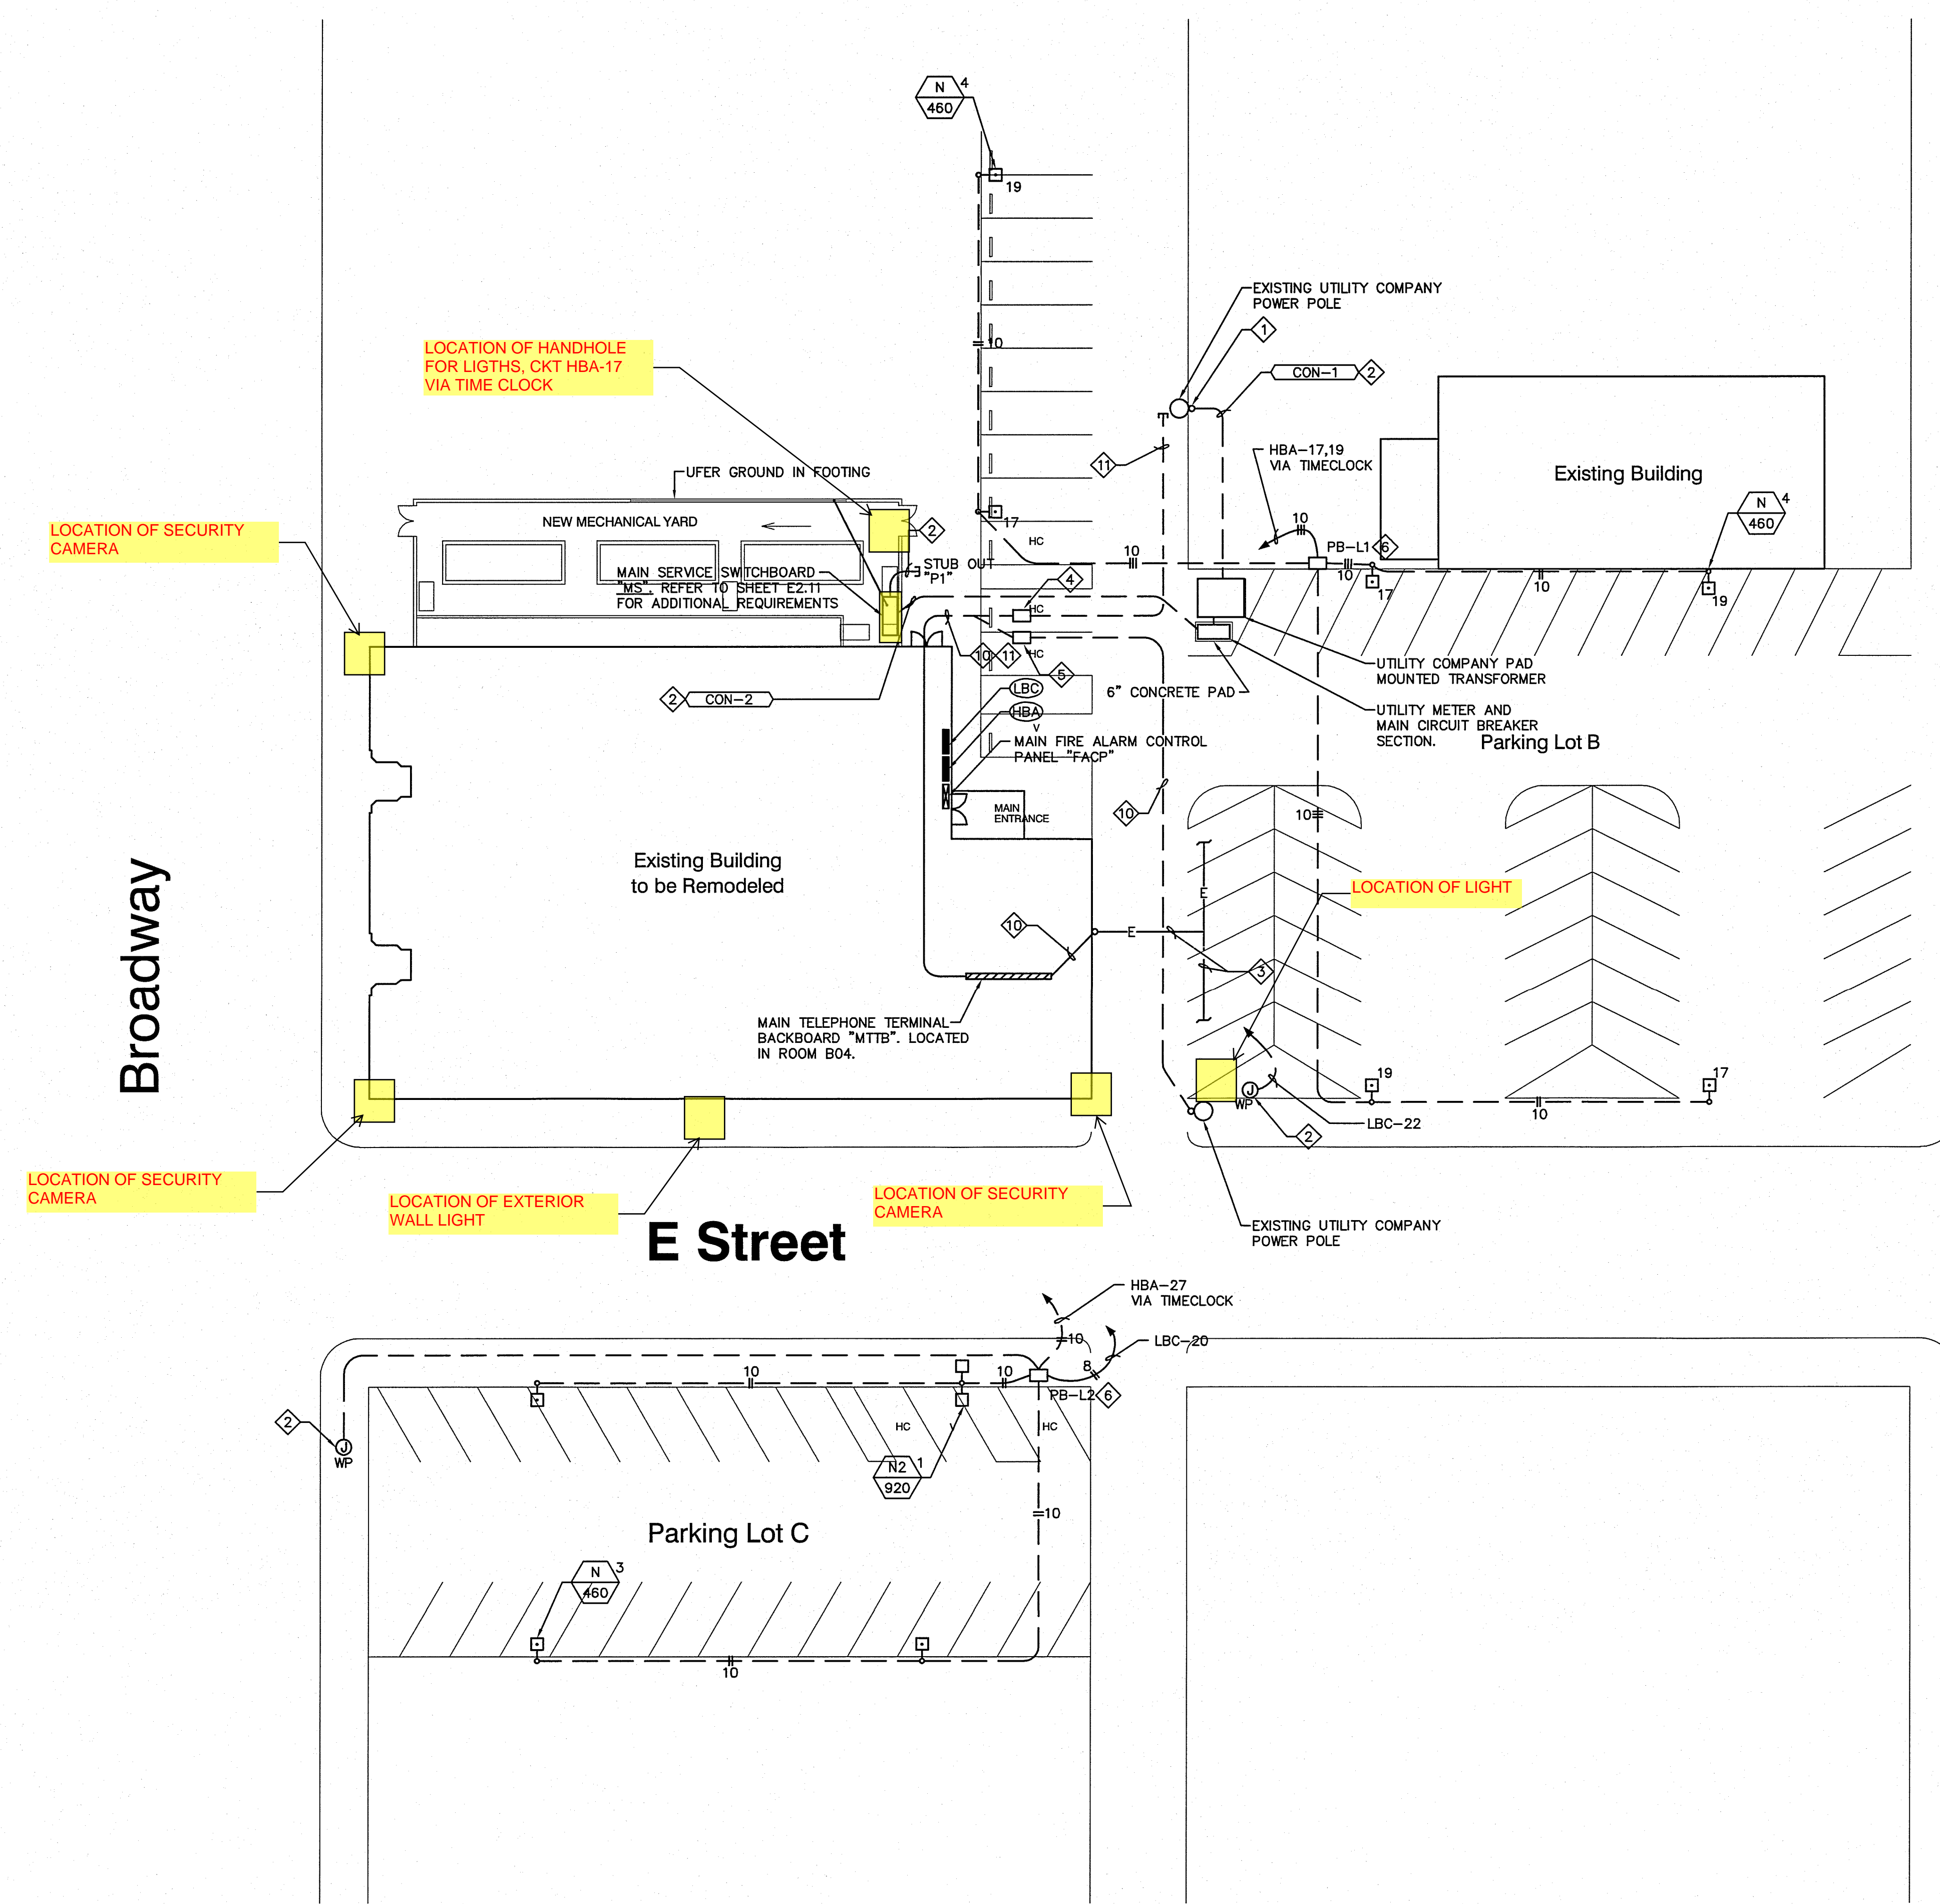 N 4
460
19
10
EXISTING UTILITY COMPANY
POWER POLE
1
CON-1 2
LOCATION OF HANDHOLE
FOR LIGTHS, CKT HBA-17
VIA TIME CLOCK
11
HBA-17,19
VIA TIMECLOCK
Existing Building
UFER GROUND IN FOOTING
N 4
460
LOCATION OF SECURITY
CAMERA
NEW MECHANICAL YARD
2
17
HC
10
10
PB-L1 6
10
17
10
19
MAIN SERVICE SWITCHBOARD
"MS". REFER TO SHEET E2.11
FOR ADDITIONAL REQUIREMENTS
STUB OUT
"P1"
4
HC
10 11
HC
5
UTILITY COMPANY PAD
MOUNTED TRANSFORMER
2 CON-2
LBC
6" CONCRETE PAD
HBA
V
UTILITY METER AND
MAIN CIRCUIT BREAKER
SECTION.
Parking Lot B
MAIN FIRE ALARM CONTROL
PANEL "FACP"
MAIN
ENTRANCE
10
10
Existing Building
to be Remodeled
Broadway
E
LOCATION OF LIGHT
10
E
3
MAIN TELEPHONE TERMINAL
BACKBOARD "MTTB". LOCATED
IN ROOM B04.
19
17
J
WP
10
LBC-22
2
LOCATION OF SECURITY
CAMERA
LOCATION OF EXTERIOR
WALL LIGHT
LOCATION OF SECURITY
CAMERA
E Street
EXISTING UTILITY COMPANY
POWER POLE
HBA-27
VIA TIMECLOCK
10
LBC-20
10
10
8
PB-L2 6
2
J
WP
HC
V
HC
N2 1
920
10
Parking Lot C
N 3
460
10